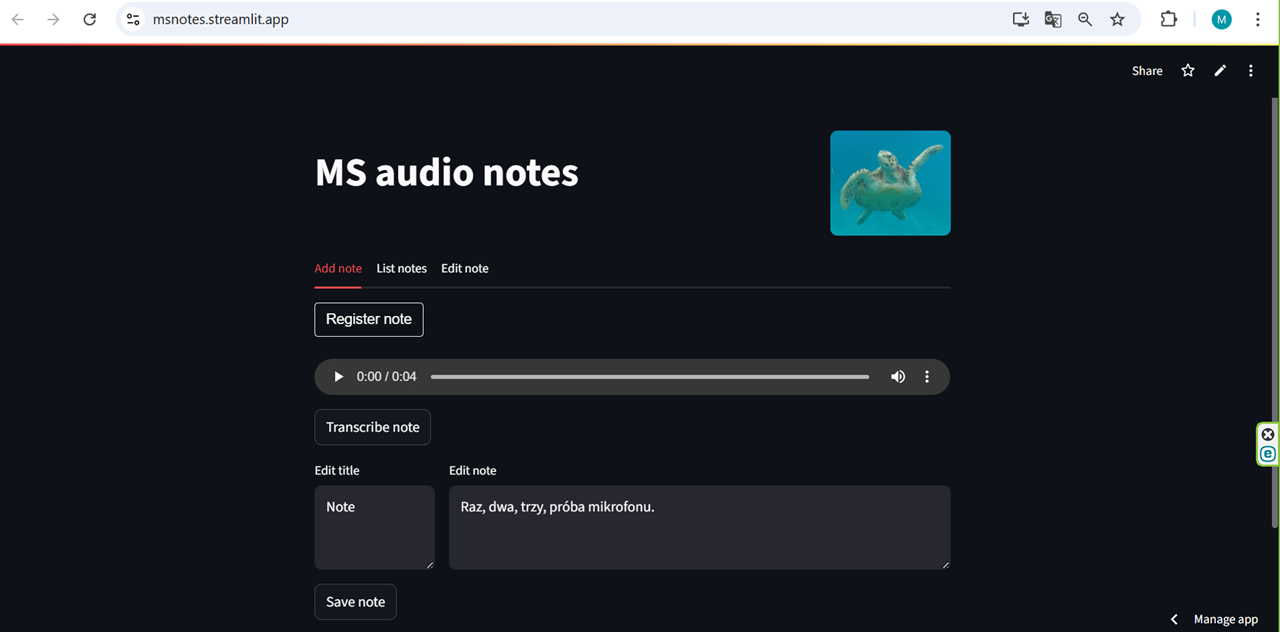 msnotes.streamlit.app
M
Share
MS audio notes
Add note List notes Edit note
Register note
0:00 / 0:04
Transcribe note
Edit title Edit note
Note Raz, dwa, trzy, próba mikrofonu.
Save note
Manage app